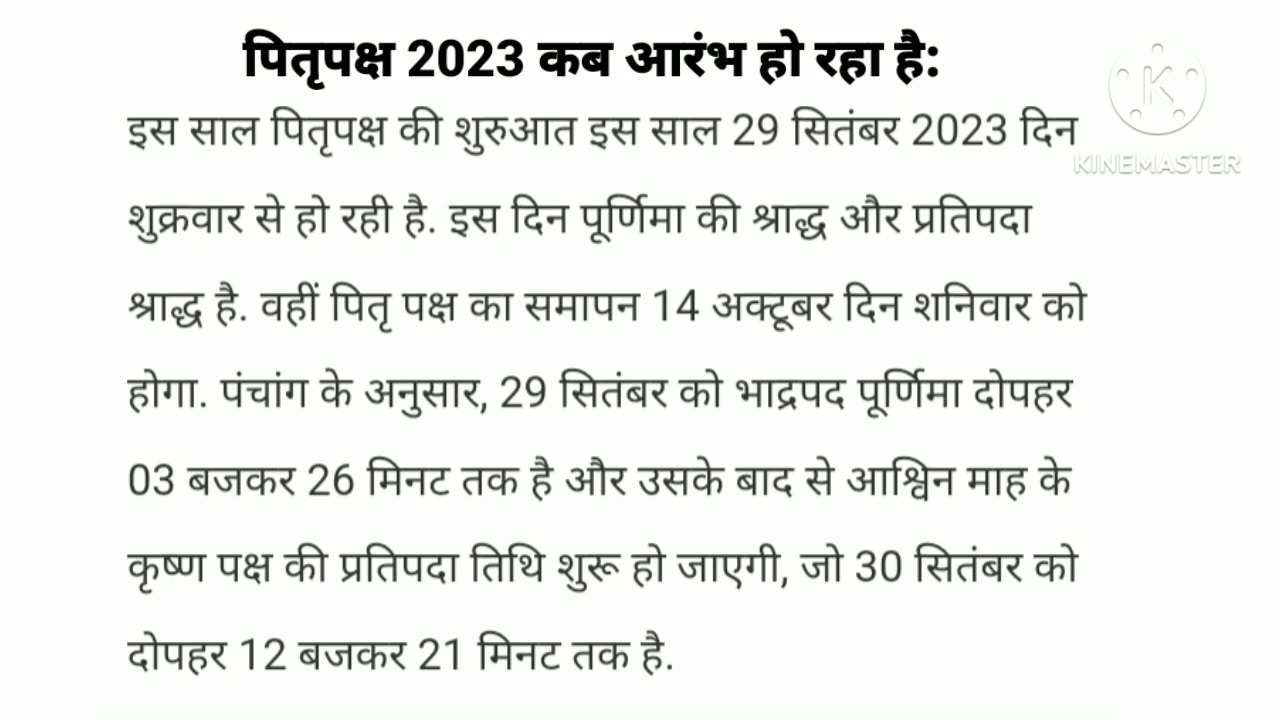 पितृपक्ष 2023 कब आरंभ हो रहा है:
इस साल पितृपक्ष की शुरुआत इस साल 29 सितंबर 2023 दिन
शुक्रवार से हो रही है. इस दिन पूर्णिमा की श्राद्ध और प्रतिपदा
श्राद्ध है. वहीं पितृ पक्ष का समापन 14 अक्टूबर दिन शनिवार को
होगा. पंचांग के अनुसार, 29 सितंबर को भाद्रपद पूर्णिमा दोपहर
03 बजकर 26 मिनट तक है और उसके बाद से आश्विन माह के
कृष्ण पक्ष की प्रतिपदा तिथि शुरू हो जाएगी, जो 30 सितंबर को
दोपहर 12 बजकर 21 मिनट तक है.
K
KINEMASTER